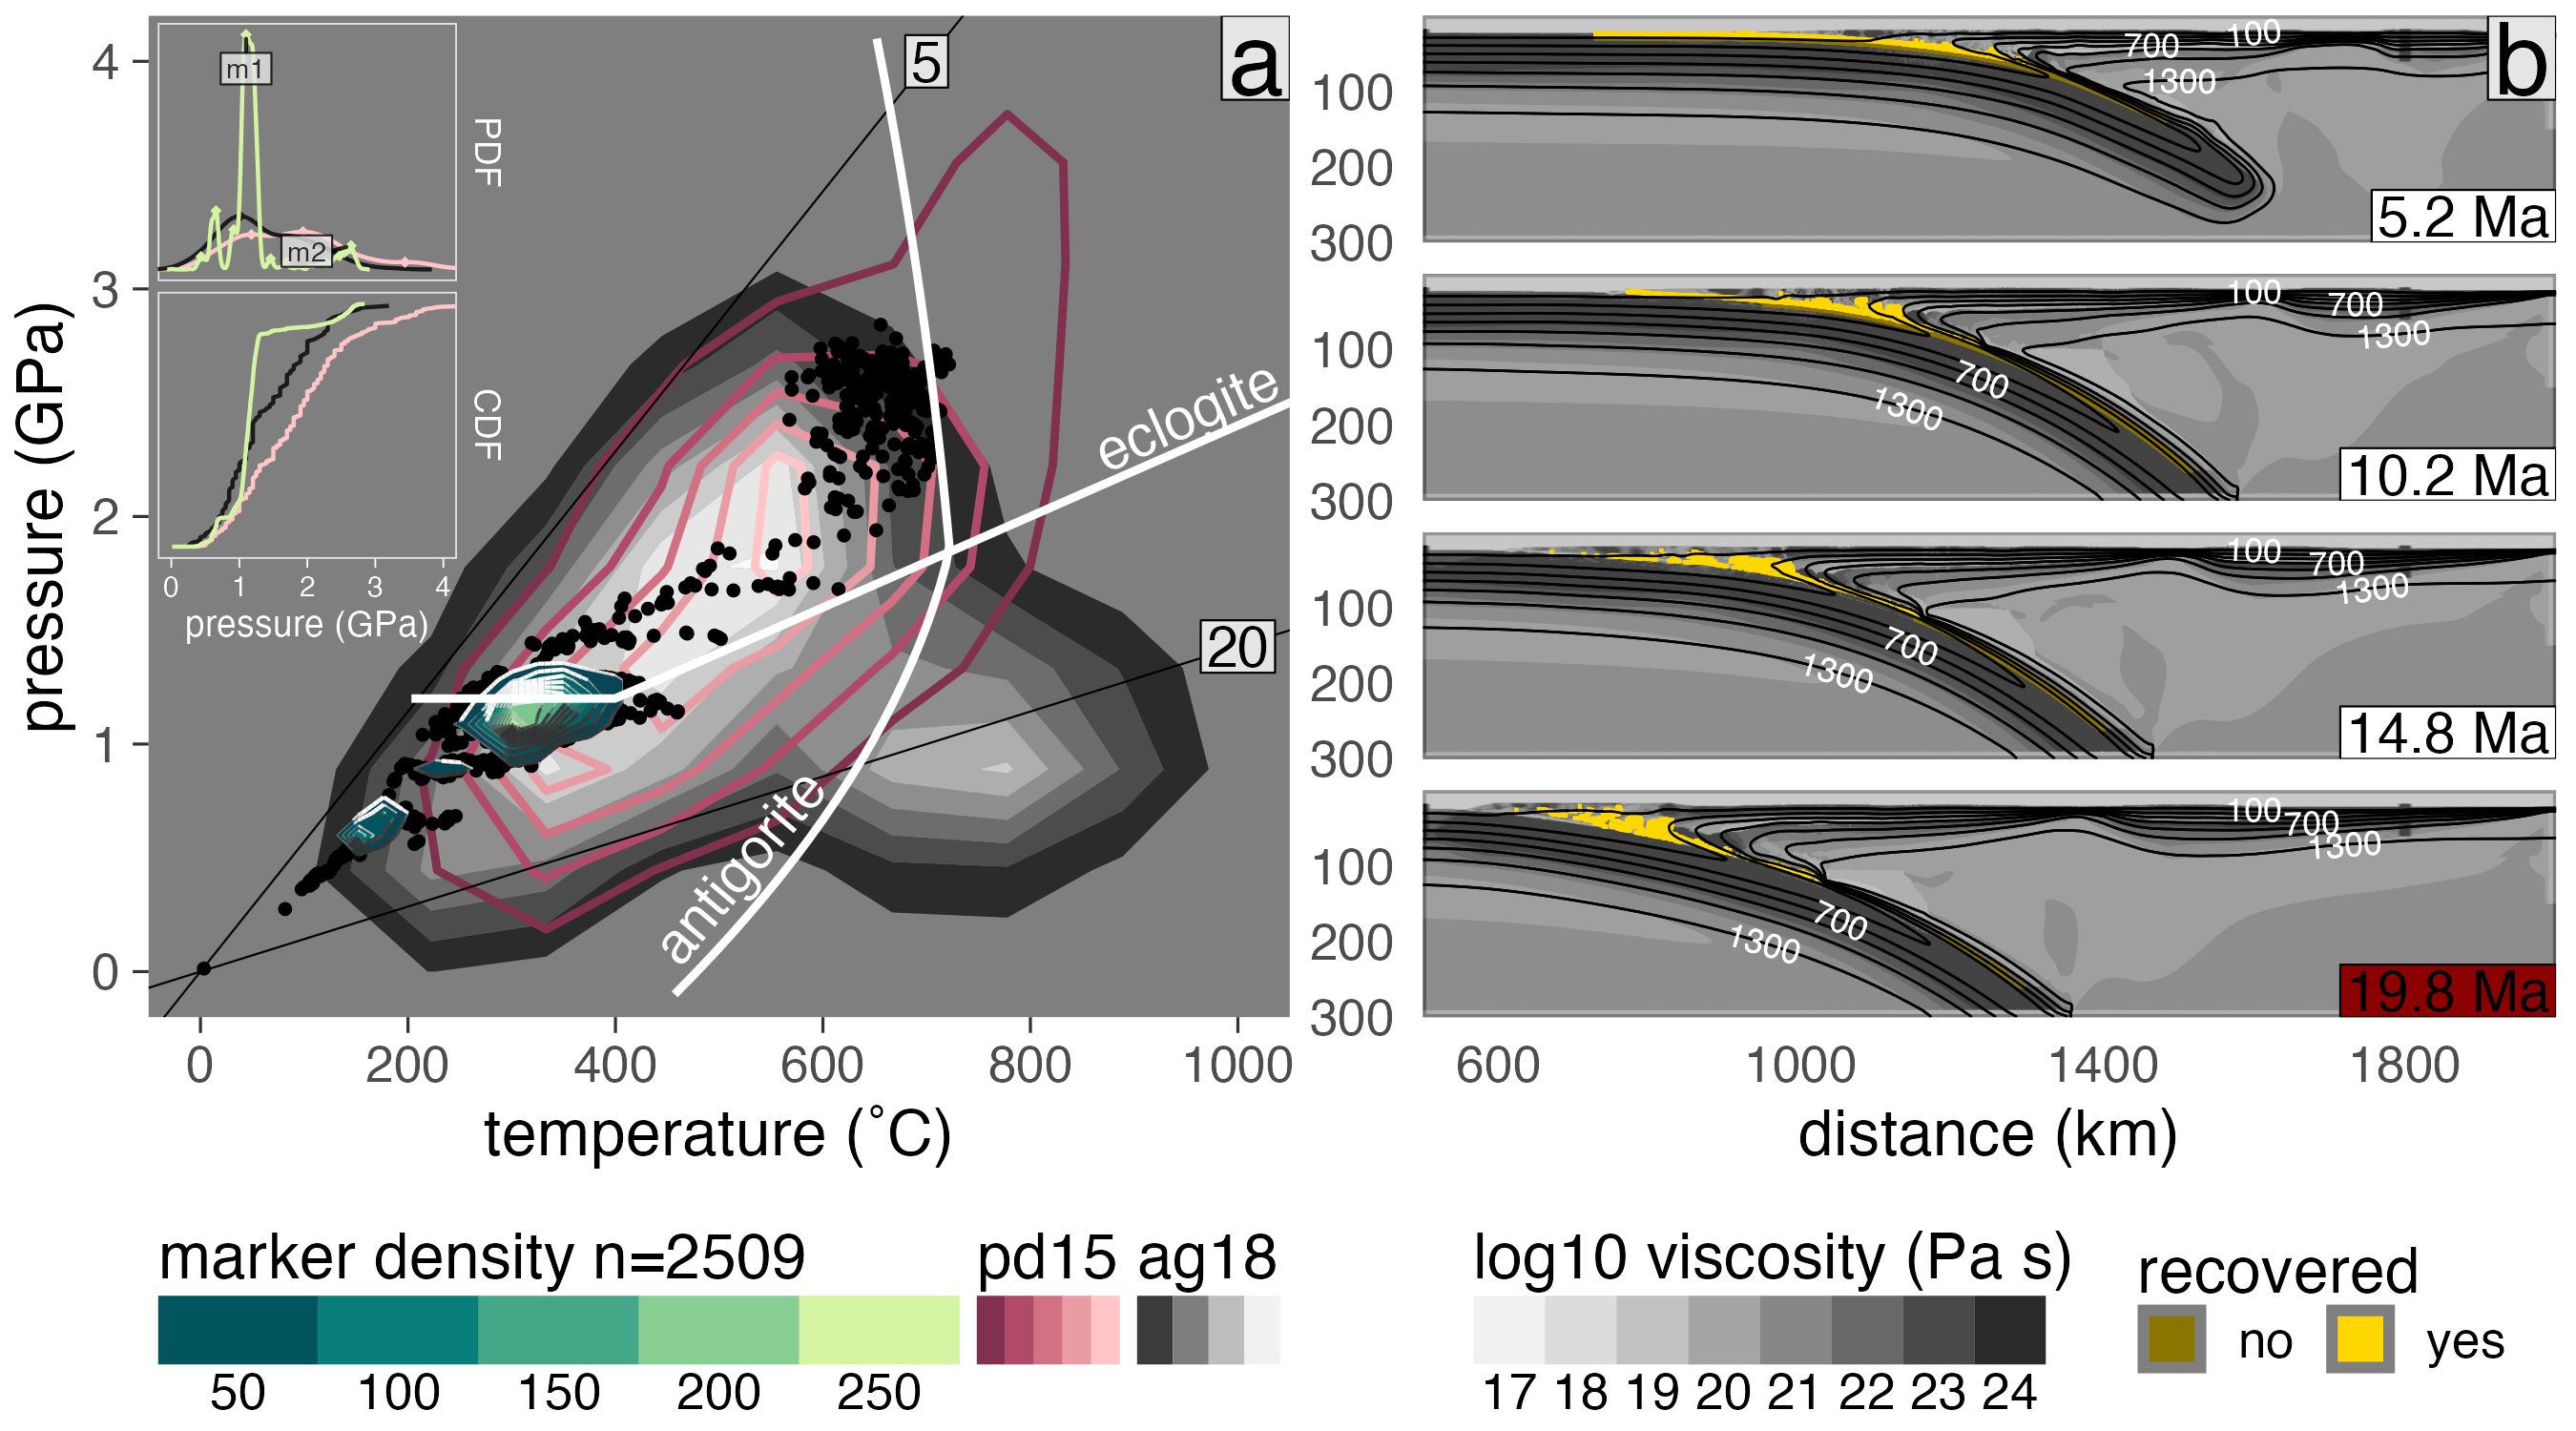 a
4
3
2
1
0
pressure (GPa)
0
200
400
600
800
1000
temperature (˚C)
5
20
eclogite
antigorite
m1
m2
PDF
CDF
0
1
2
3
4
pressure (GPa)
b
100
200
300
700
100
1300
5.2 Ma
100
200
300
100
700
1300
700
1300
10.2 Ma
100
200
300
100
700
1300
700
1300
14.8 Ma
100
200
300
100
700
1300
700
1300
19.8 Ma
600
1000
1400
1800
distance (km)
marker density n=2509
50
100
150
200
250
pd15
ag18
log10 viscosity (Pa s)
17 18 19 20 21 22 23 24
recovered
no
yes